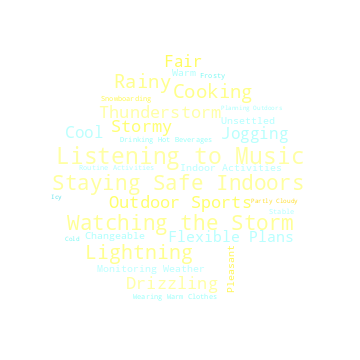 Fair
Warm
Frosty
Rainy
Cooking
Thunderstorm
Unsettled
Stormy
Cool
Jogging
Drinking Hot Beverages
Listening to Music
Indoor Activities
Staying Safe Indoors
Icy
Outdoor Sports
Partly Cloudy
Stable
Watching the Storm
Cold
Changeable
Flexible Plans
Lightning
Pleasant
Monitoring Weather
Drizzling
Wearing Warm Clothes